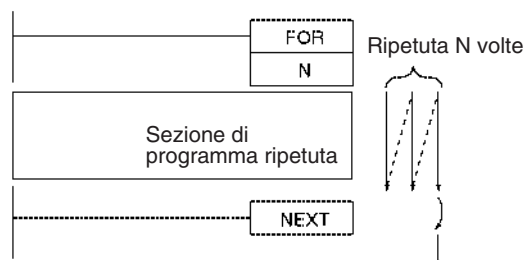 FOR
N
Ripetuta N volte
Sezione di
programma ripetuta
NEXT